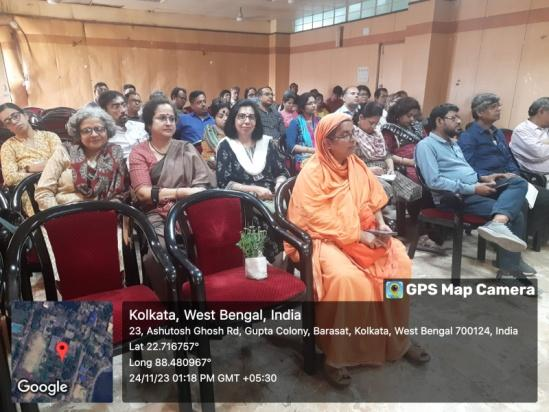 GPS Map Camera
Kolkata, West Bengal, India
23, Ashutosh Ghosh Rd, Gupta Colony, Barasat, Kolkata, West Bengal 700124, India
Lat 22.716757°
Long 88.480967°
24/11/23 01:18 PM GMT +05:30
Google